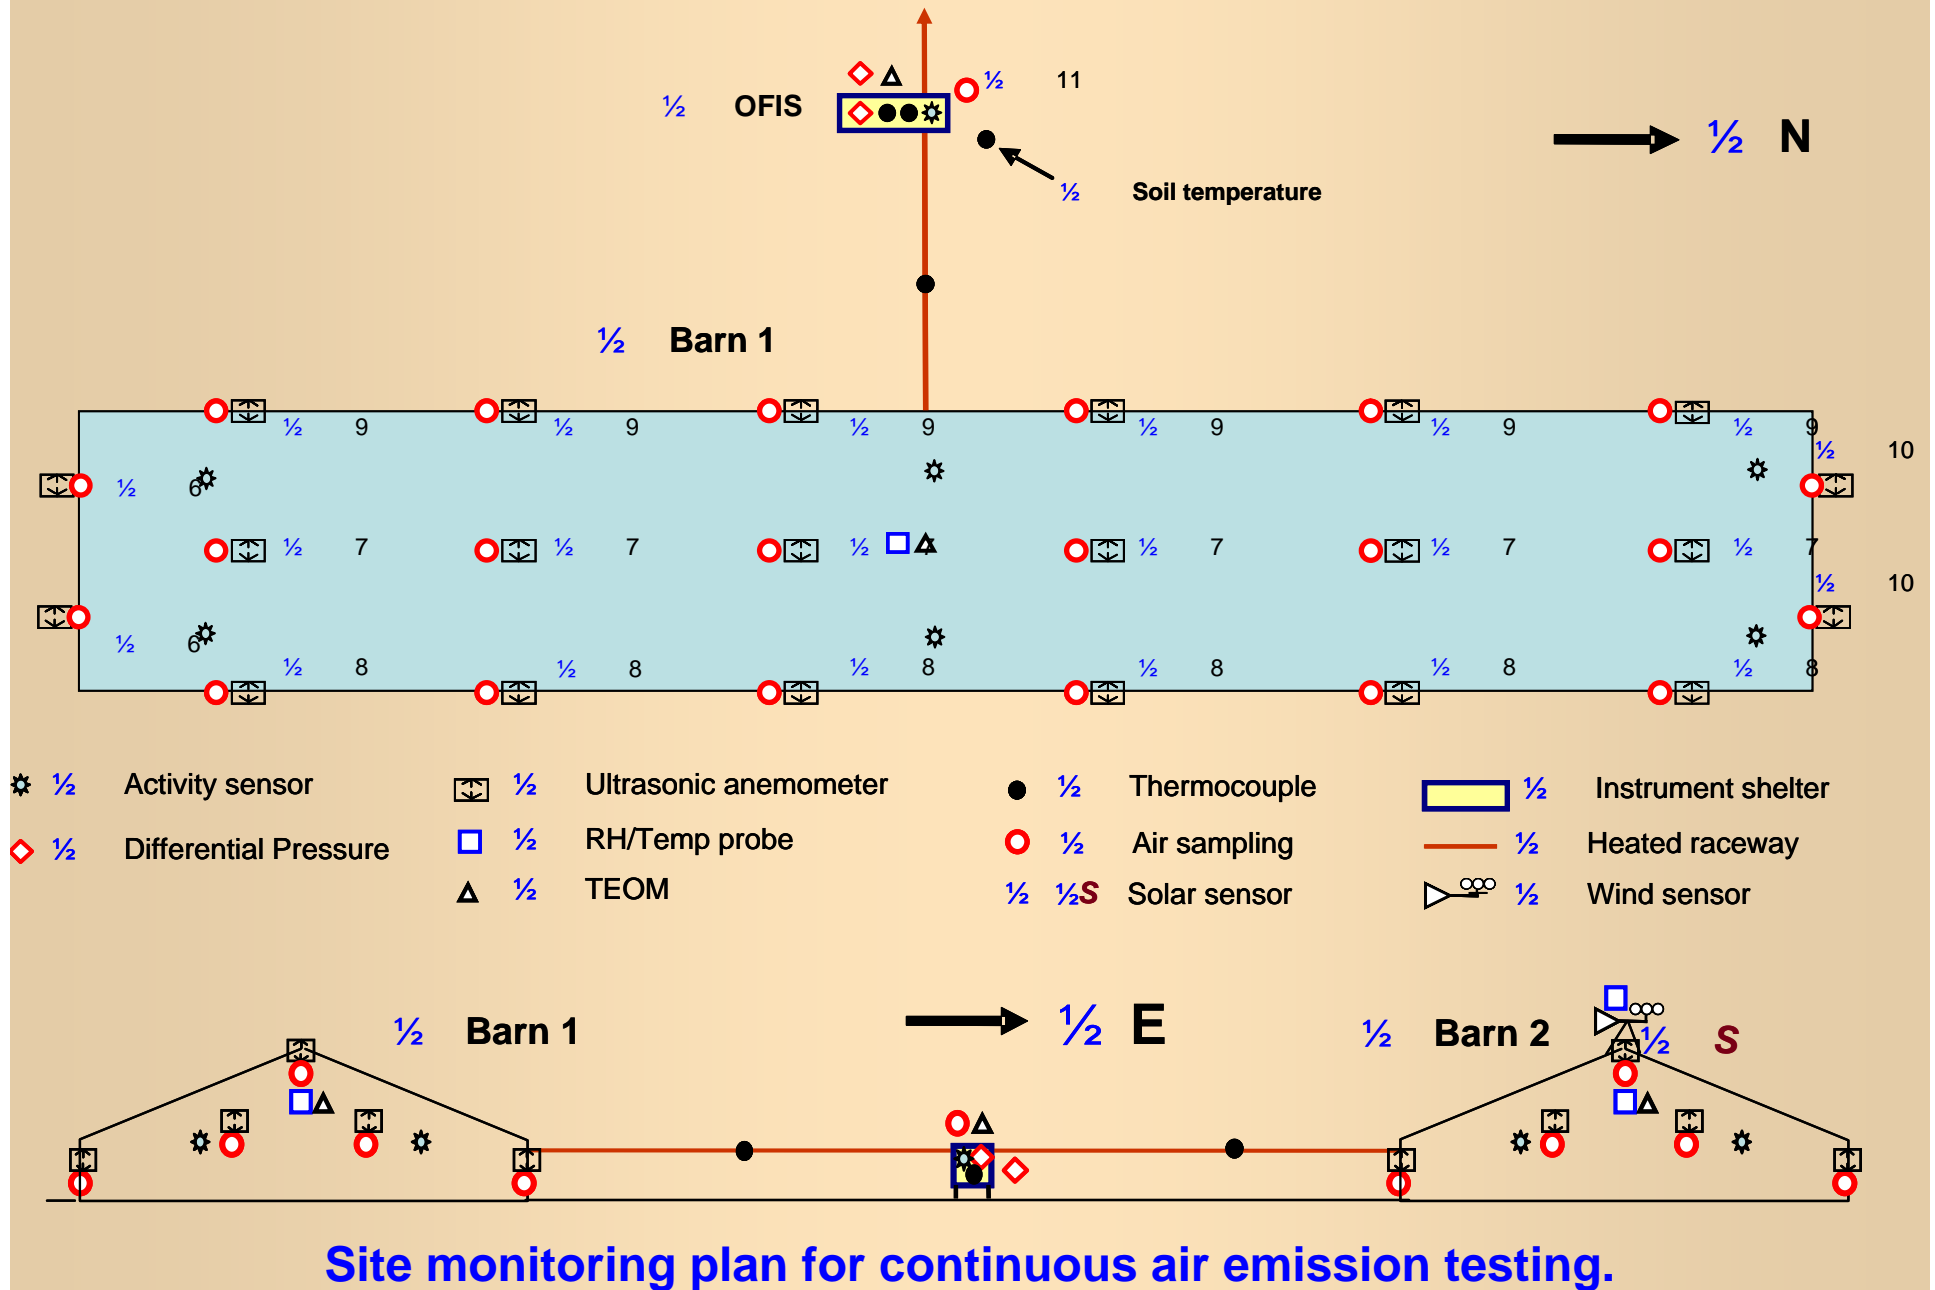 ½ 11
½ OFIS
½ N
½ Soil temperature
½ Barn 1
½ 9 ½ 9 ½ 9 ½ 9 ½ 9 ½ 9
½ 10
½ 6
½ 7 ½ 7 ½ ½ 7 ½ 7 ½ 7
½ 10
½ 6
½ 8 ½ 8 ½ 8 ½ 8 ½ 8 ½ 8
½ Activity sensor ½ Ultrasonic anemometer ½ Thermocouple ½ Instrument shelter
½ Differential Pressure ½ RH/Temp probe ½ Air sampling ½ Heated raceway
½ TEOM ½ ½S Solar sensor ½ Wind sensor
½ Barn 1 ½ E ½ Barn 2 ½ S
Site monitoring plan for continuous air emission testing.